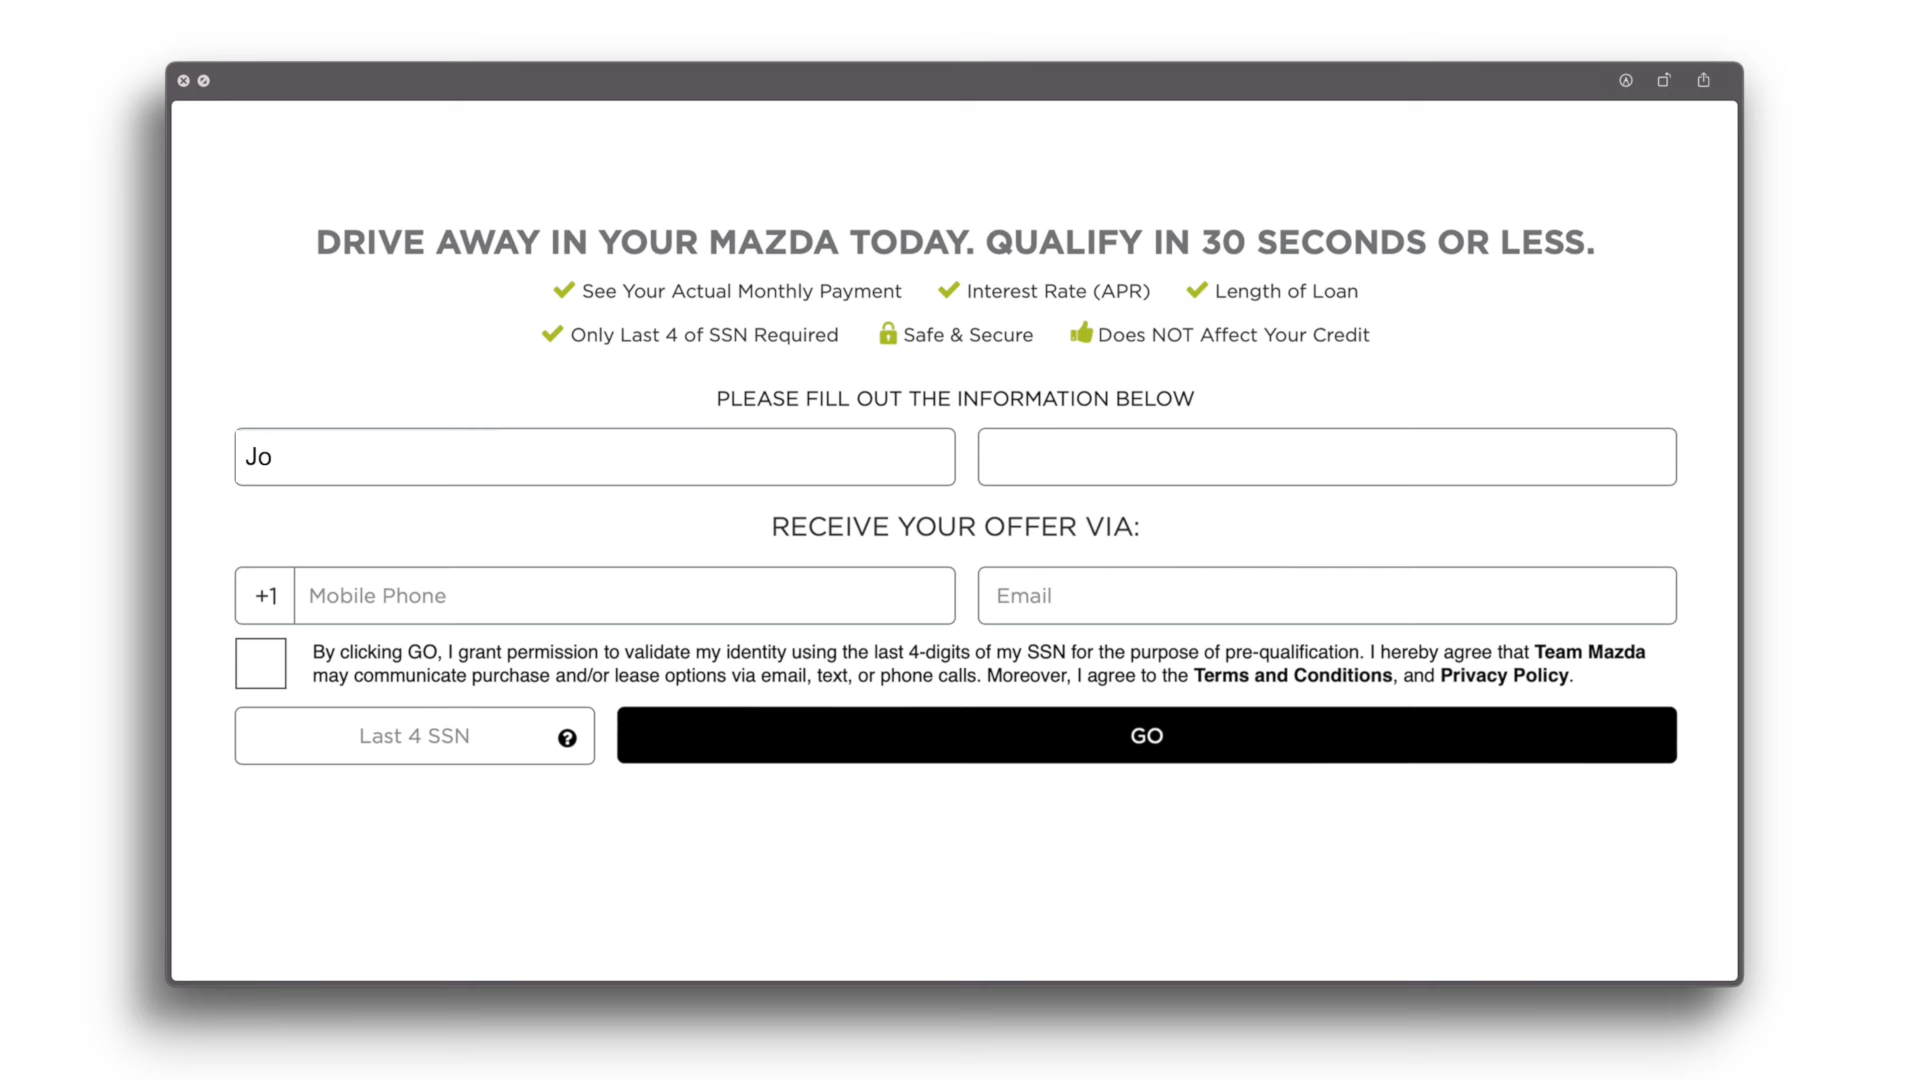 DRIVE AWAY IN YOUR MAZDA TODAY. QUALIFY IN 30 SECONDS OR LESS.
See Your Actual Monthly Payment Interest Rate (APR) Length of Loan
Only Last 4 of SSN Required Safe & Secure Does NOT Affect Your Credit
PLEASE FILL OUT THE INFORMATION BELOW
Jo
RECEIVE YOUR OFFER VIA:
+1 Mobile Phone Email
By clicking GO, I grant permission to validate my identity using the last 4-digits of my SSN for the purpose of pre-qualification. I hereby agree that Team Mazda
may communicate purchase and/or lease options via email, text, or phone calls. Moreover, I agree to the Terms and Conditions, and Privacy Policy.
Last 4 SSN ? GO